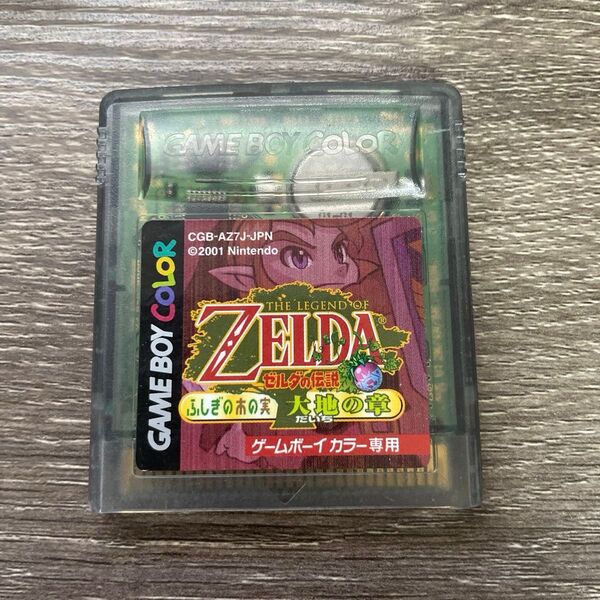 GAME BOY COLOR
CGB-AZ7J-JPN
©2001 Nintendo
GAME BOY COLOR
THE LEGEND OF
ZELDA®
ゼルダの伝説
ふしぎの木の実
大地の章
だいち
ゲームボーイカラー専用